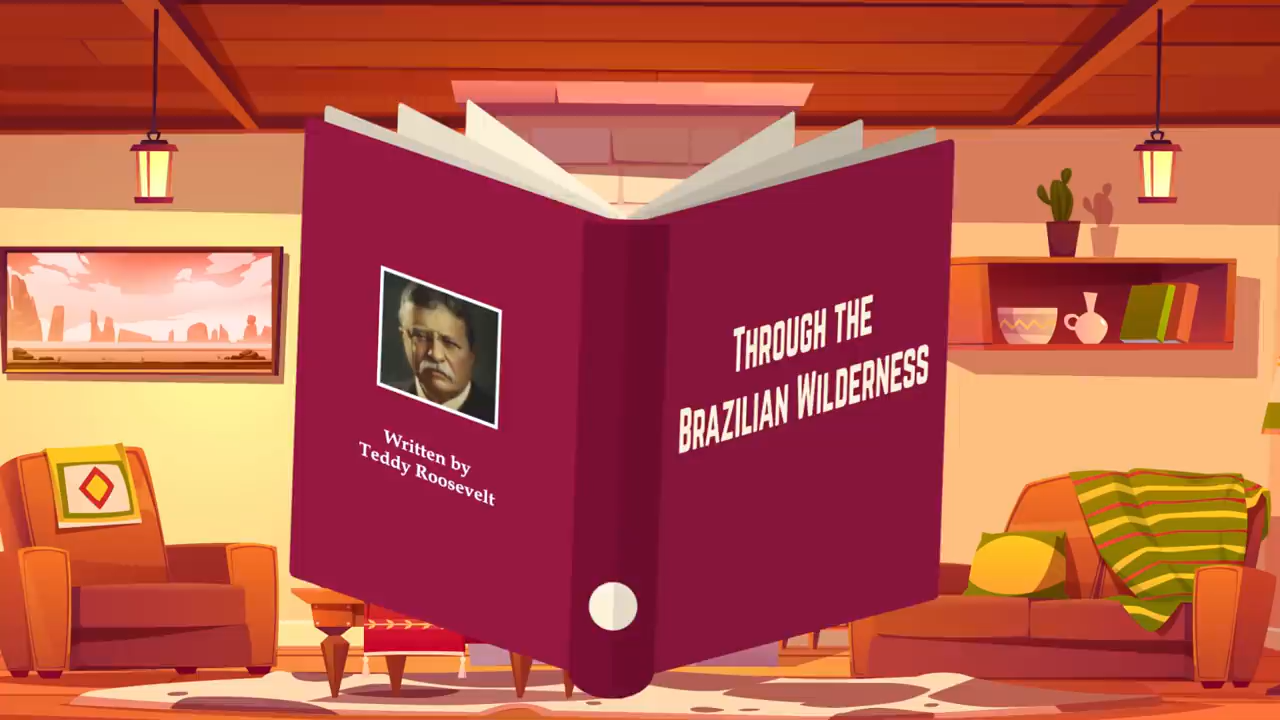 Written by
Teddy Roosevelt
Through the
Brazilian Wilderness